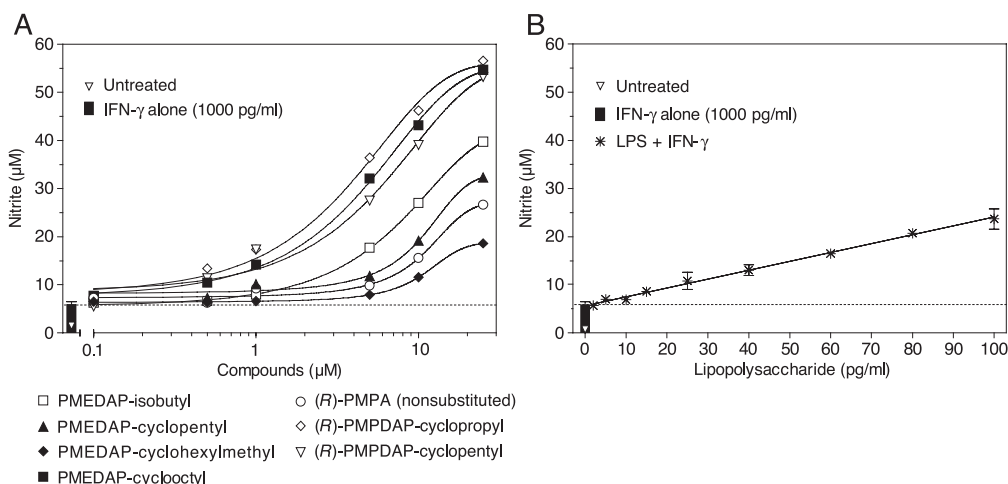 A
60
50
40
30
20
10
0
Nitrite (µM)
Untreated
IFN-γ alone (1000 pg/ml)
0.1
1
10
Compounds (µM)
PMEDAP-isobutyl
PMEDAP-cyclopentyl
PMEDAP-cyclohexylmethyl
PMEDAP-cyclooctyl
(R)-PMPA (nonsubstituted)
(R)-PMPDAP-cyclopropyl
(R)-PMPDAP-cyclopentyl
B
60
50
40
30
20
10
0
Nitrite (µM)
Untreated
IFN-γ alone (1000 pg/ml)
LPS + IFN-γ
0 10 20 30 40 50 60 70 80 90 100
Lipopolysaccharide (pg/ml)